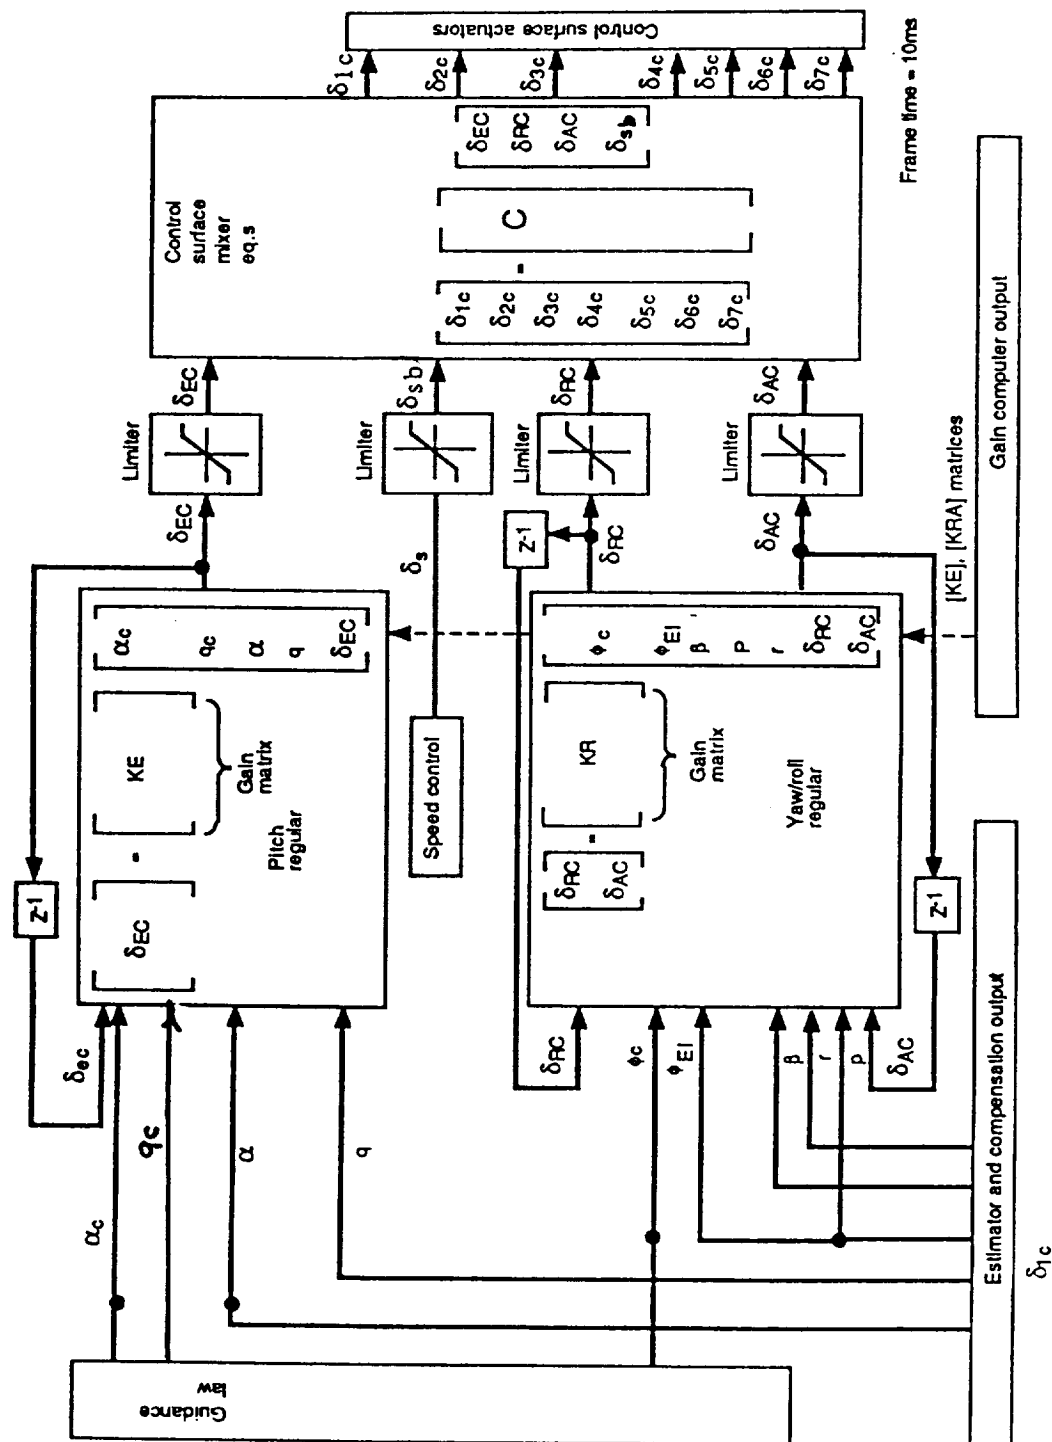 Guidance
law
αc
qc
α
q
δec
Z-1
[δEC] = [KE]
αc
qc
α
q
δEC
Gain
matrix
Pitch
regular
δEC
Limiter
δEC
Speed control
δs
Limiter
δsb
ϕc
ϕEI
β
r
p
δRC
δAC
Z-1
Z-1
δRC
δAC
=
KR
ϕc
ϕEI
β
P
r
δRC
δAC
Gain
matrix
Yaw/roll
regular
δRC
Limiter
δRC
δAC
Limiter
δAC
[KE], [KRA] matrices
Control
surface
mixer
eq.s
δ1c
δ2c
δ3c
δ4c
δ5c
δ6c
δ7c
=
C
δEC
δRC
δAC
δsb
δ1c
δ2c
δ3c
δ4c
δ5c
δ6c
δ7c
Control surface actuators
Frame time = 10ms
Estimator and compensation output
Gain computer output
δ1c